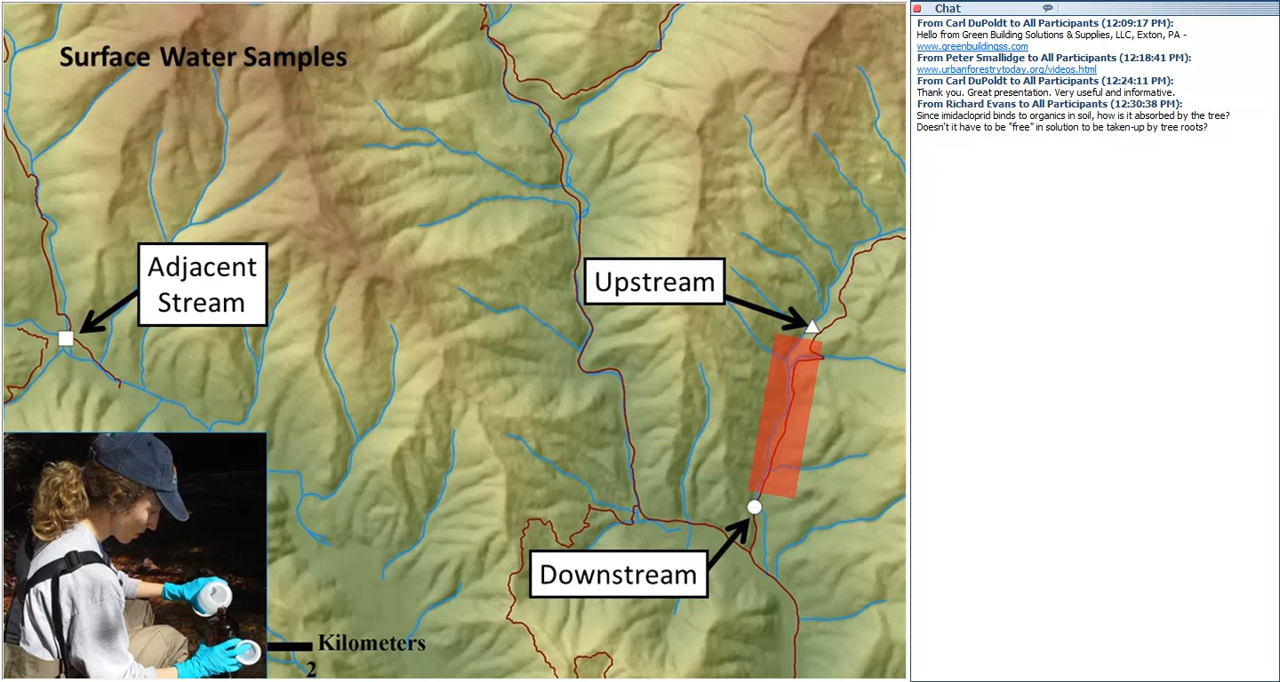 Surface Water Samples
Adjacent
Stream
Upstream
Downstream
Kilometers
2
Chat
From Carl DuPoldt to All Participants (12:09:17 PM):
Hello from Green Building Solutions & Supplies, LLC, Exton, PA -
www.greenbuildingss.com
From Peter Smallidge to All Participants (12:18:41 PM):
www.urbanforestrytoday.org/videos.html
From Carl DuPoldt to All Participants (12:24:11 PM):
Thank you. Great presentation. Very useful and informative.
From Richard Evans to All Participants (12:30:38 PM):
Since imidacloprid binds to organics in soil, how is it absorbed by the tree?
Doesn't it have to be "free" in solution to be taken-up by tree roots?